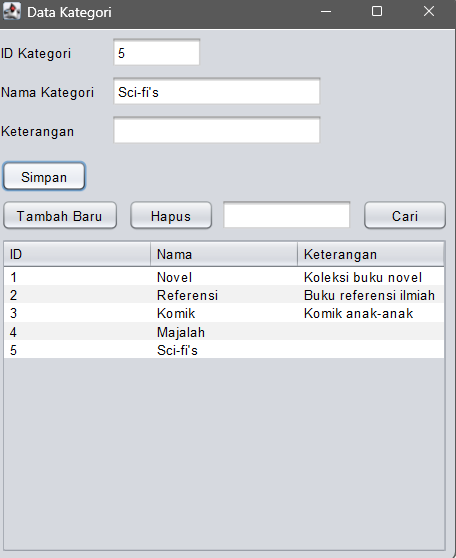 Data Kategori
ID Kategori 5
Nama Kategori Sci-fi's
Keterangan
Simpan
Tambah Baru Hapus Cari
ID Nama Keterangan
1 Novel Koleksi buku novel
2 Referensi Buku referensi ilmiah
3 Komik Komik anak-anak
4 Majalah
5 Sci-fi's